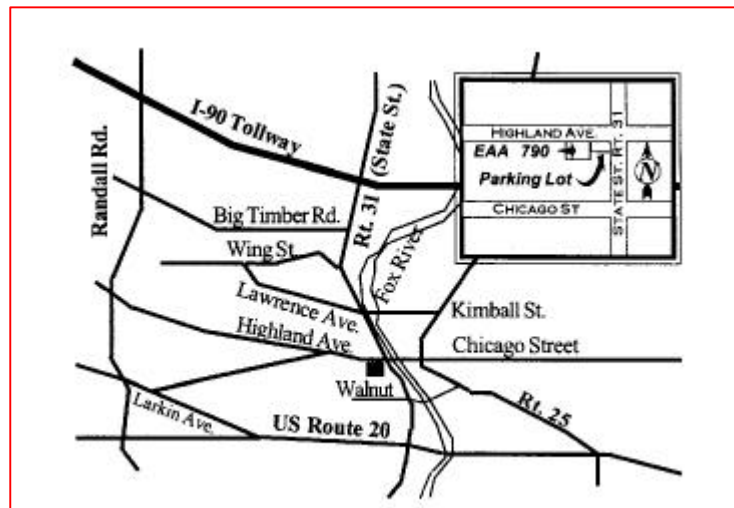 I-90 Tollway
Randall Rd.
Rt. 31 (State St.)
HIGHLAND AVE.
EAA 790
Parking Lot
STATE ST. RT. 31
N
CHICAGO ST
Big Timber Rd.
Wing St.
Fox River
Lawrence Ave.
Kimball St.
Highland Ave.
Chicago Street
Walnut
Larkin Ave.
US Route 20
Rt. 25